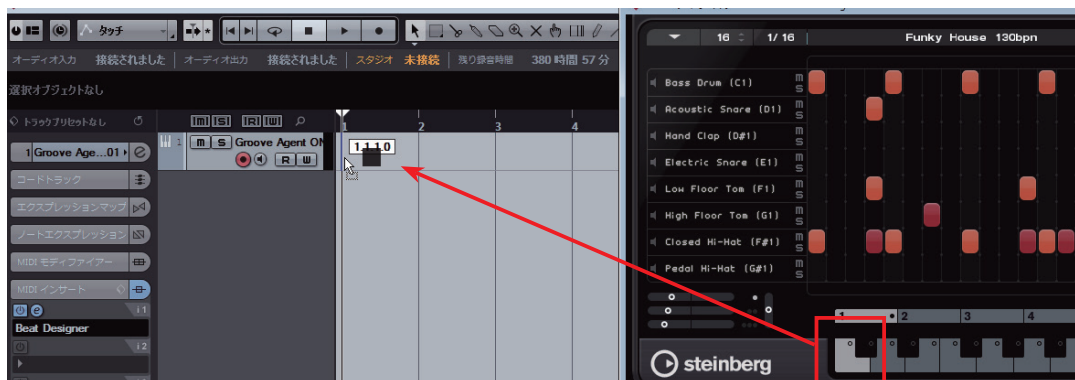 タッチ
オーディオ入力 接続されました オーディオ出力 接続されました スタジオ 未接続 残り録音時間 380 時間 57 分
選択オブジェクトなし
トラックプリセットなし m S R W
1 2 3 4
1 Groove Age...01
1 m S Groove Agent ON
R W
1.1.1.0
コードトラック
エクスプレッションマップ
ノートエクスプレッション
MIDI モディファイアー
MIDI インサート
i 1
Beat Designer
i 2
16 1/ 16 Funky House 130bpm
Bass Drum (C1) m S
Acoustic Snare (D1) m S
Hand Clap (D#1) m S
Electric Snare (E1) m S
Low Floor Tom (F1) m S
High Floor Tom (G1) m S
Closed Hi-Hat (F#1) m S
Pedal Hi-Hat (G#1) m S
1 2 3 4
steinberg